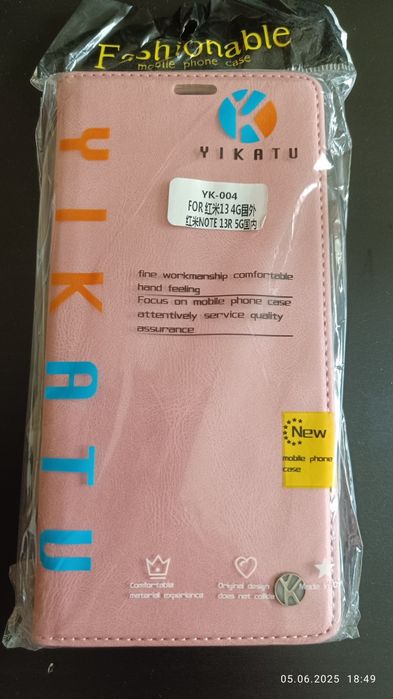 Fashionable
mobile phone case
YIKATU
YIKATU
YK-004
FOR 红米13 4G国外
红米NOTE 13R 5G国内
fine workmanship comfortable
hand feeling
Focus on mobile phone case
attentively service quality
assurance
New
mobile phone
case
Comfortable
material experience
Original design
does not collide
Made
05.06.2025 18:49